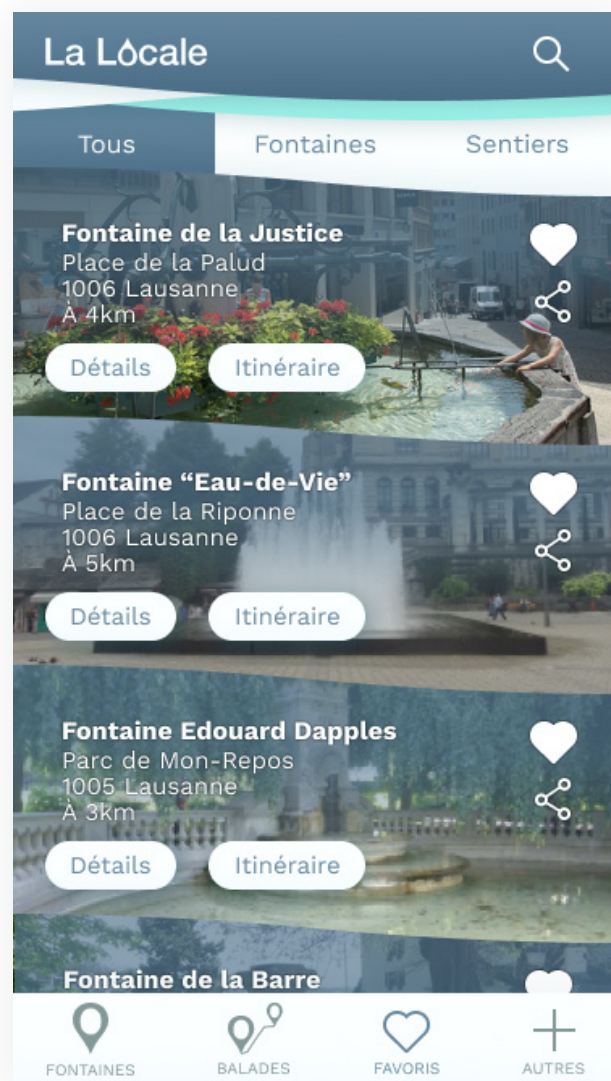 La Locale
Tous
Fontaines
Sentiers
Fontaine de la Justice
Place de la Palud
1006 Lausanne
À 4km
Détails
Itinéraire
Fontaine “Eau-de-Vie”
Place de la Riponne
1006 Lausanne
À 5km
Détails
Itinéraire
Fontaine Edouard Dapples
Parc de Mon-Repos
1005 Lausanne
À 3km
Détails
Itinéraire
Fontaine de la Barre
FONTAINES
BALADES
FAVORIS
AUTRES